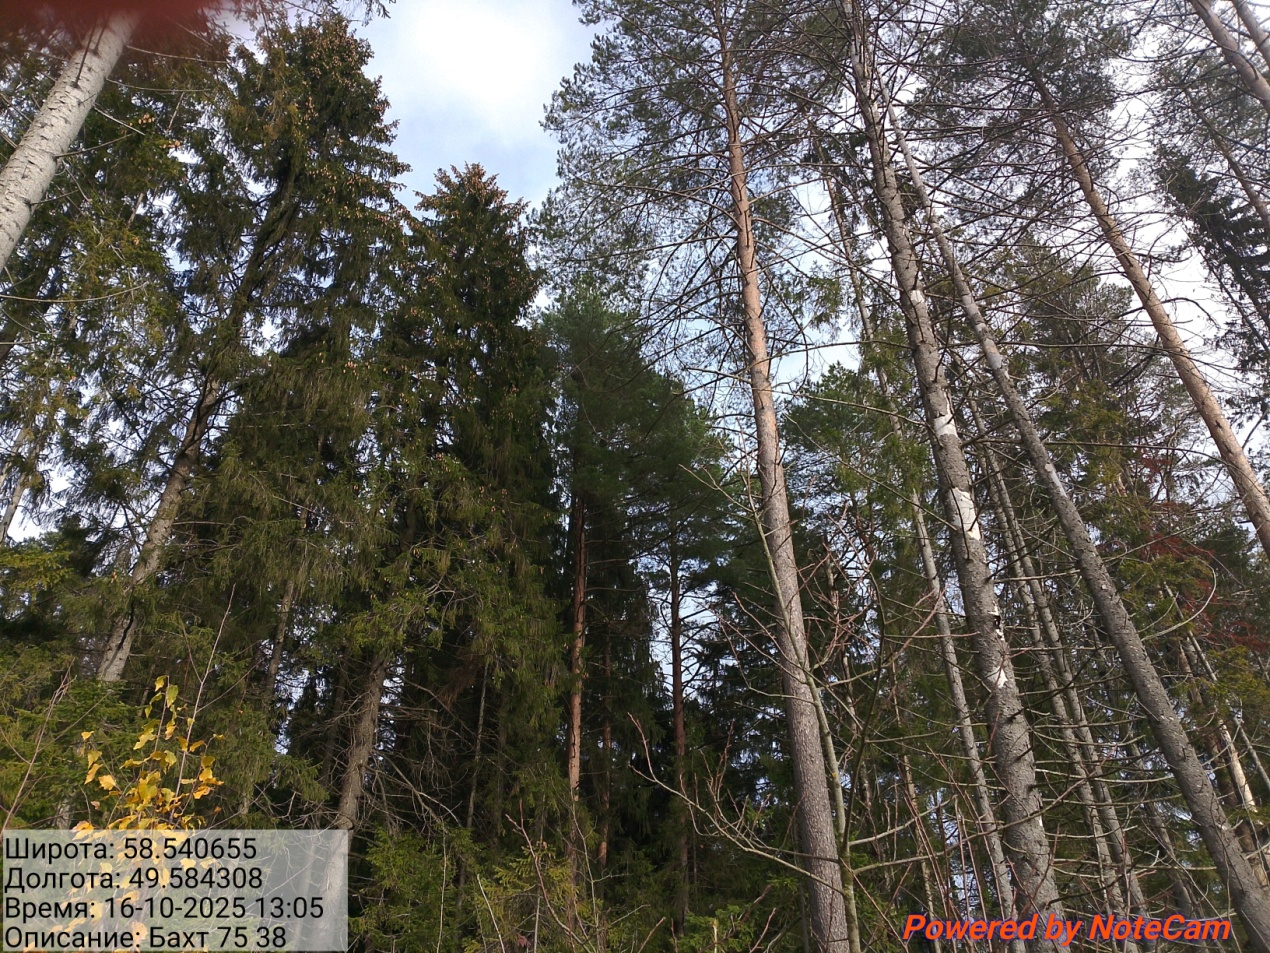 Широта: 58.540655
Долгота: 49.584308
Время: 16-10-2025 13:05
Описание: Бахт 75 38
Powered by NoteCam